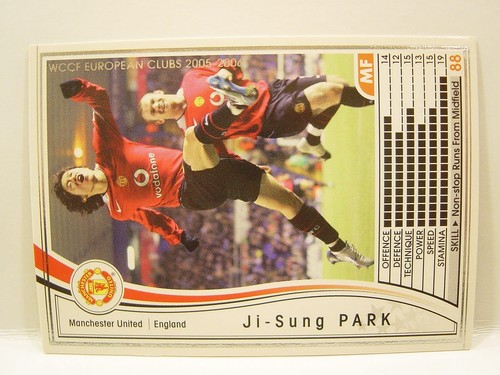 WCCF EUROPEAN CLUBS 2005-2006
MF
vodafone
OFFENCE 14
DEFENCE 12
TECHNIQUE 15
POWER 13
SPEED 15
STAMINA 19
SKILL ▶ Non-stop Runs From Midfield 88
Manchester United | England
Ji-Sung PARK